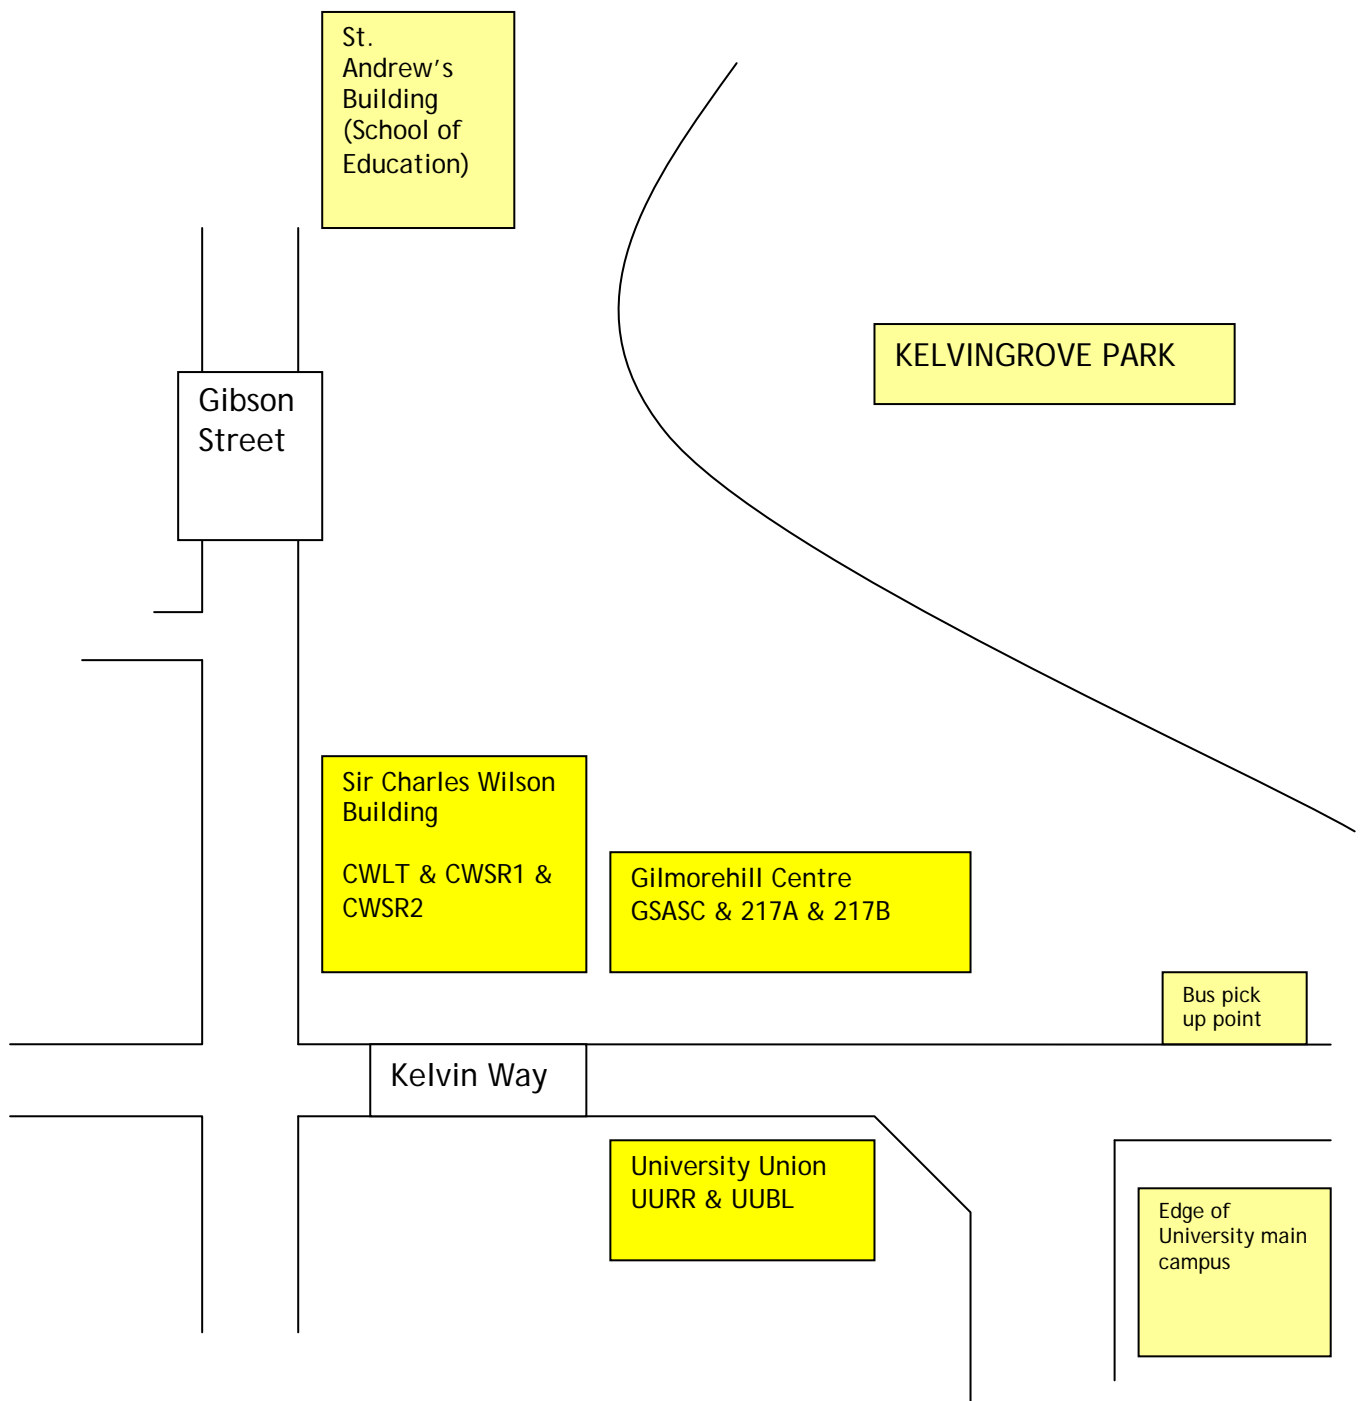 St.
Andrew’s
Building
(School of
Education)
KELVINGROVE PARK
Gibson
Street
Sir Charles Wilson
Building
CWLT & CWSR1 &
CWSR2
Gilmorehill Centre
GSASC & 217A & 217B
Bus pick
up point
Kelvin Way
University Union
UURR & UUBL
Edge of
University main
campus